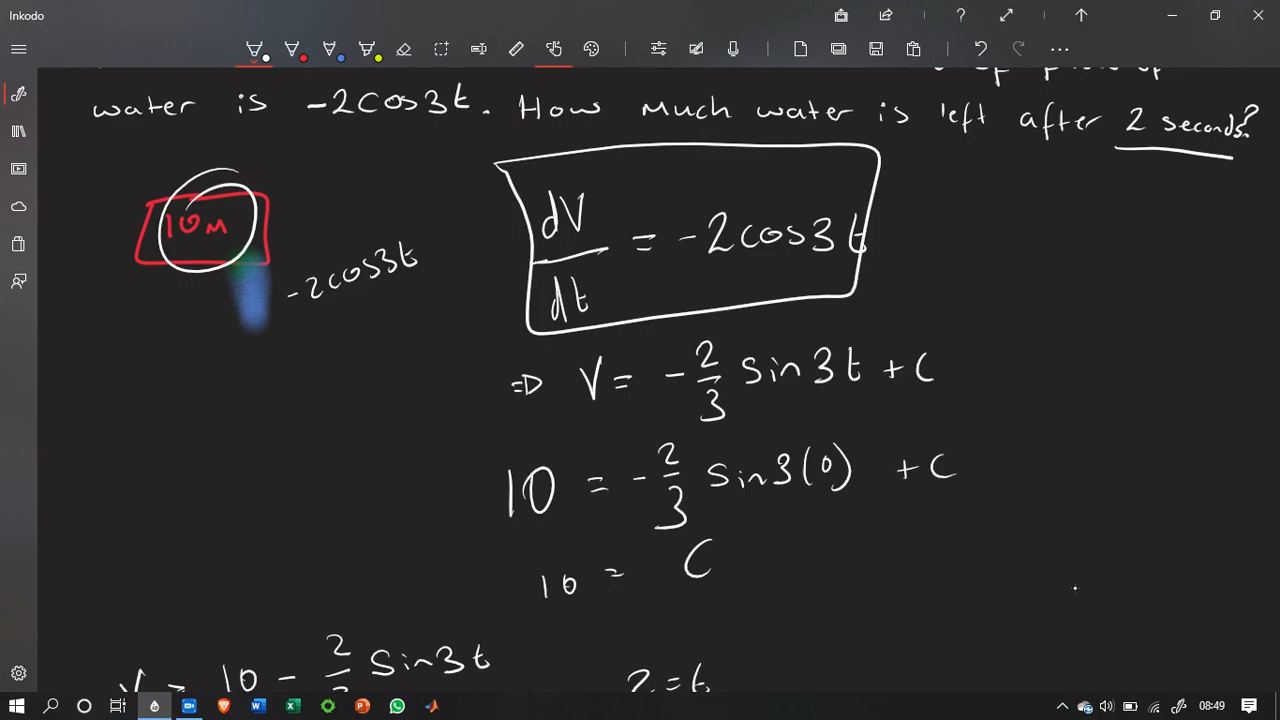 Inkodo
water is -2cos3t. How Much water is left after 2 seconds?
10m
-2cos3t
dV/dt = -2cos3t
⇒ V = -2/3 sin3t + C
10 = -2/3 sin3(0) + C
10 = C
V = 10 - 2/3 sin3t
2=t
08:49